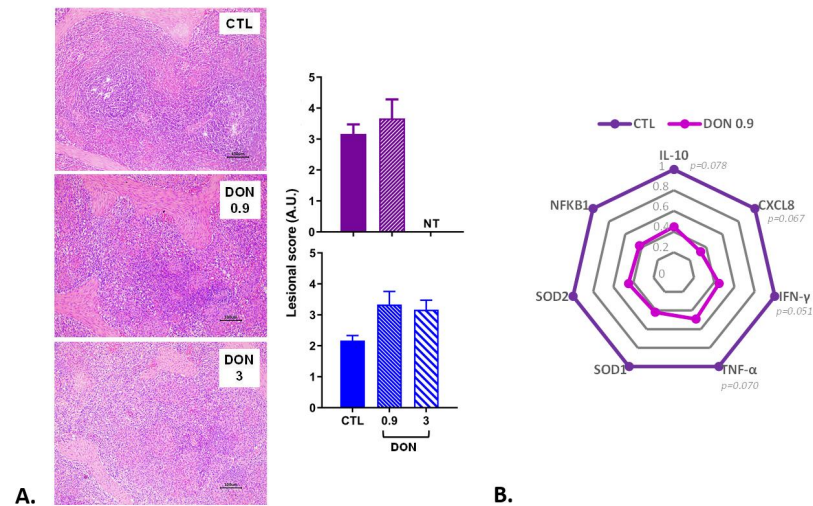 CTL
DON
0.9
DON
3
Lesional score (A.U.)
5
4
3
2
1
0
NT
5
4
3
2
1
0
CTL 0.9 3
DON
A.
CTL DON 0.9
IL-10
p=0.078
1
0.8
0.6
0.4
0.2
0
NFKB1
CXCL8
p=0.067
SOD2
IFN-γ
p=0.051
SOD1
TNF-α
p=0.070
B.